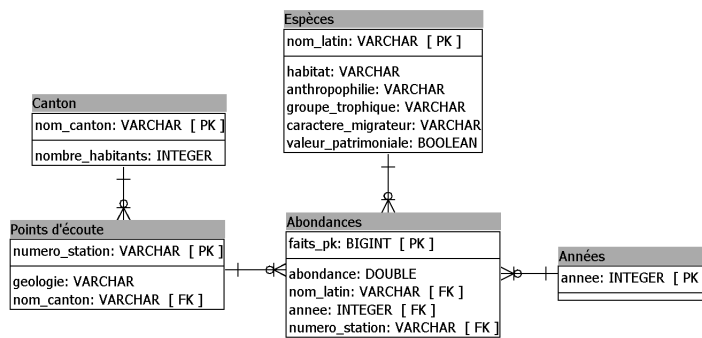 Espèces
nom_latin: VARCHAR [ PK ]
habitat: VARCHAR
anthropophilie: VARCHAR
groupe_trophique: VARCHAR
caractere_migrateur: VARCHAR
valeur_patrimoniale: BOOLEAN
Canton
nom_canton: VARCHAR [ PK ]
nombre_habitants: INTEGER
Points d'écoute
numero_station: VARCHAR [ PK ]
geologie: VARCHAR
nom_canton: VARCHAR [ FK ]
Abondances
faits_pk: BIGINT [ PK ]
abondance: DOUBLE
nom_latin: VARCHAR [ FK ]
annee: INTEGER [ FK ]
numero_station: VARCHAR [ FK ]
Années
annee: INTEGER [ PK